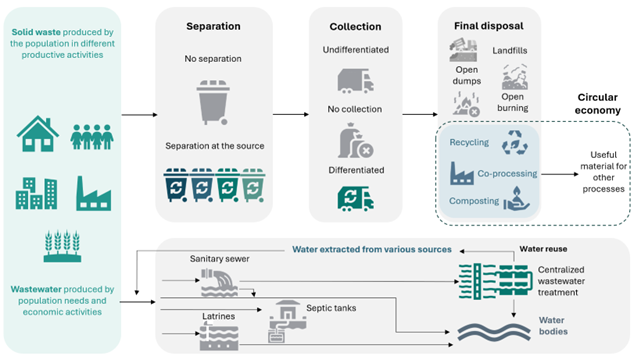 Solid waste produced by
the population in different
productive activities
Wastewater produced by
population needs and
economic activities
Separation
No separation
Separation at the source
Collection
Undifferentiated
No collection
Differentiated
Final disposal
Landfills
Open
dumps
Open
burning
Circular
economy
Recycling
Co-processing
Composting
Useful
material for
other
processes
Water extracted from various sources
Water reuse
Sanitary sewer
Septic tanks
Latrines
Centralized
wastewater
treatment
Water
bodies